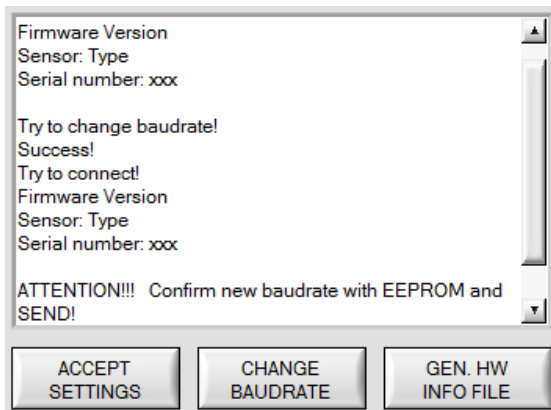 Firmware Version
Sensor: Type
Serial number: xxx
Try to change baudrate!
Success!
Try to connect!
Firmware Version
Sensor: Type
Serial number: xxx
ATTENTION!!!   Confirm new baudrate with EEPROM and
SEND!
ACCEPT
SETTINGS
CHANGE
BAUDRATE
GEN. HW
INFO FILE